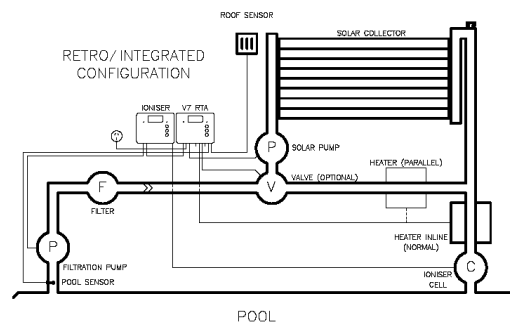 ROOF SENSOR
SOLAR COLLECTOR
RETRO/INTEGRATED
CONFIGURATION
IONISER
V7 RTA
P
SOLAR PUMP
HEATER (PARALLEL)
F
V
VALVE (OPTIONAL)
FILTER
HEATER INLINE
(NORMAL)
P
FILTRATION PUMP
C
POOL SENSOR
IONISER
CELL
POOL